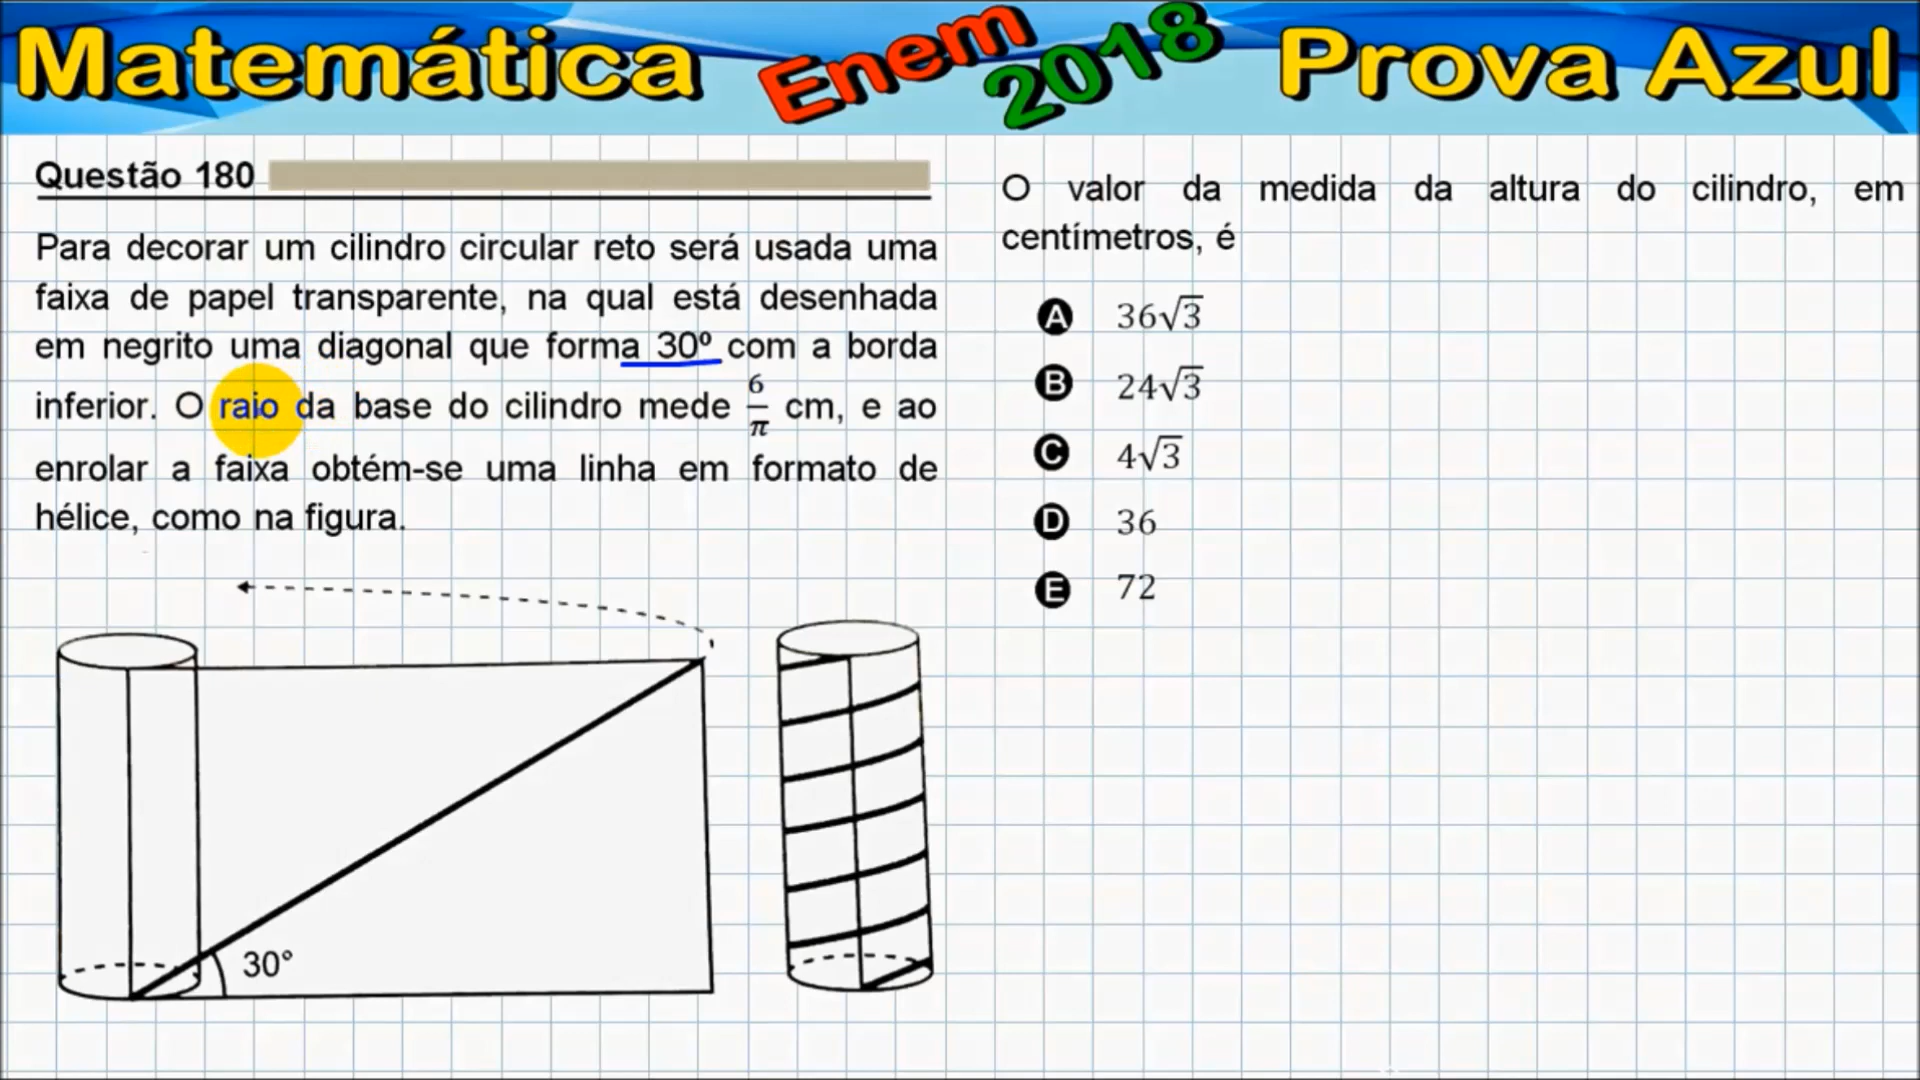 Matemática Enem 2018 Prova Azul
Questão 180
Para decorar um cilindro circular reto será usada uma
faixa de papel transparente, na qual está desenhada
em negrito uma diagonal que forma 30º com a borda
inferior. O raio da base do cilindro mede 6/π cm, e ao
enrolar a faixa obtém-se uma linha em formato de
hélice, como na figura.
30°
O valor da medida da altura do cilindro, em
centímetros, é
A 36√3
B 24√3
C 4√3
D 36
E 72